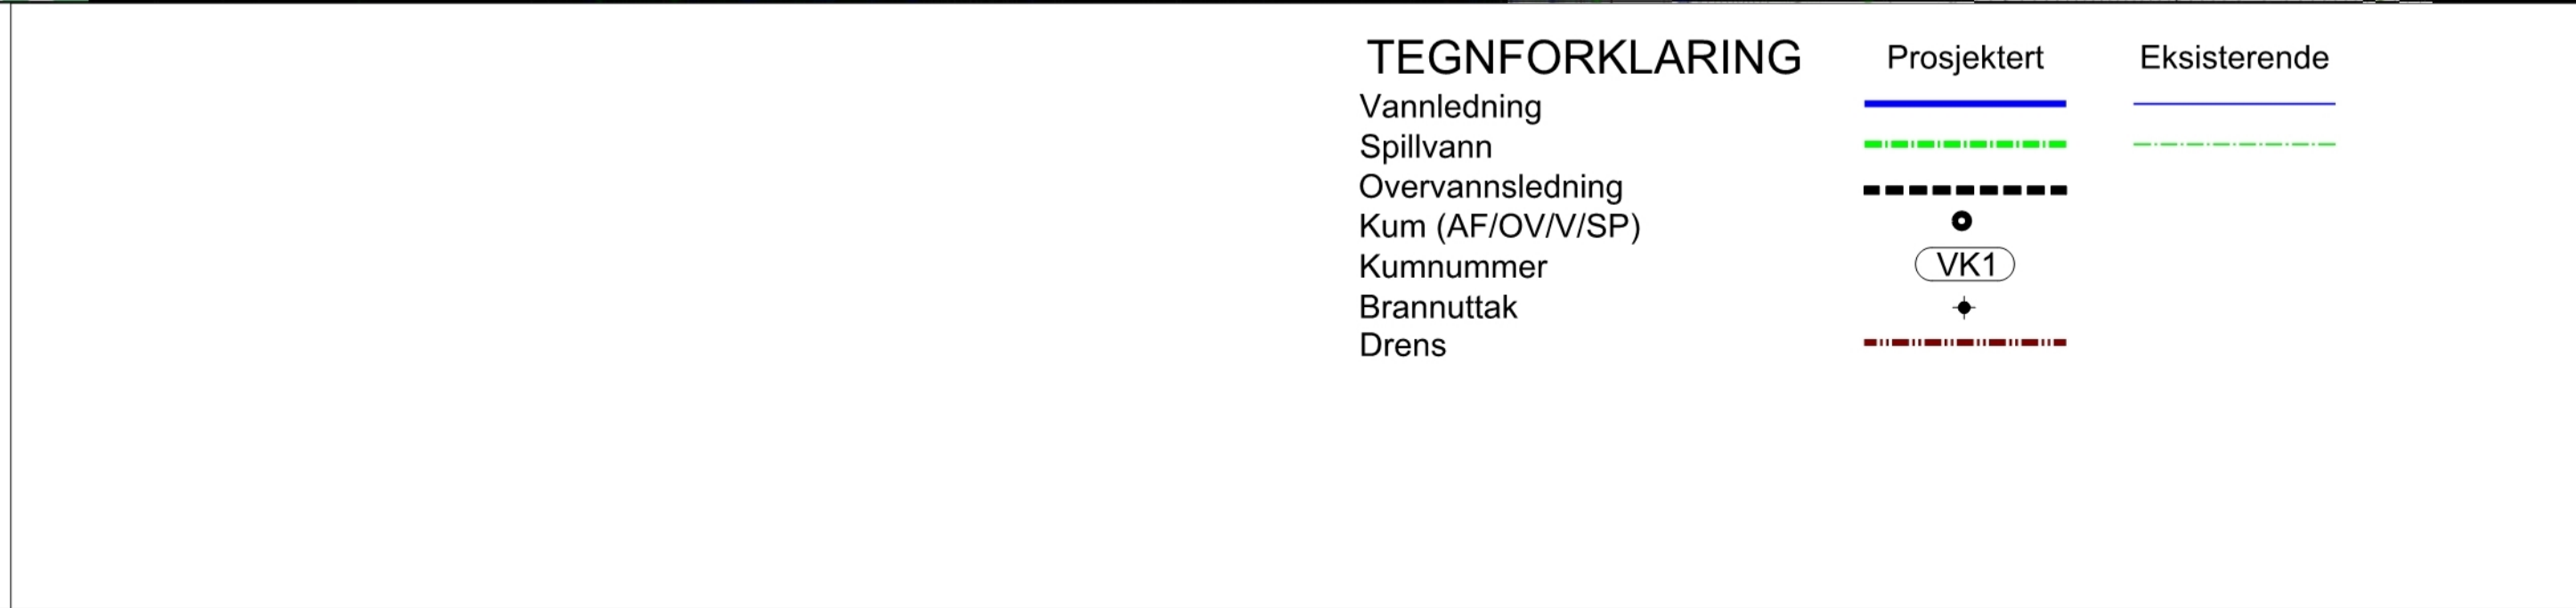 TEGNFORKLARING Prosjektert Eksisterende
Vannledning
Spillvann
Overvannsledning
Kum (AF/OV/V/SP)
Kumnummer VK1
Brannuttak
Drens